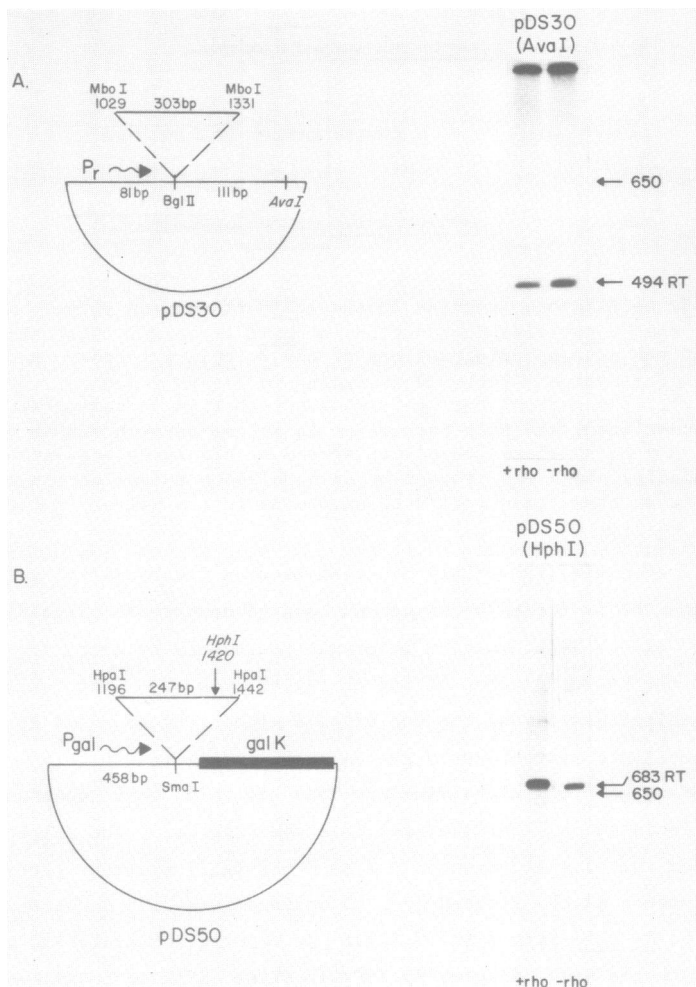 A.
MboI
1029
303bp
MboI
1331
Pr
81bp
BglII
111bp
AvaI
pDS30
pDS30
(AvaI)
650
494 RT
+rho -rho
B.
HphI
1420
HpaI
1196
247bp
HpaI
1442
Pgal
galK
458bp
SmaI
pDS50
pDS50
(HphI)
683 RT
650
+rho -rho